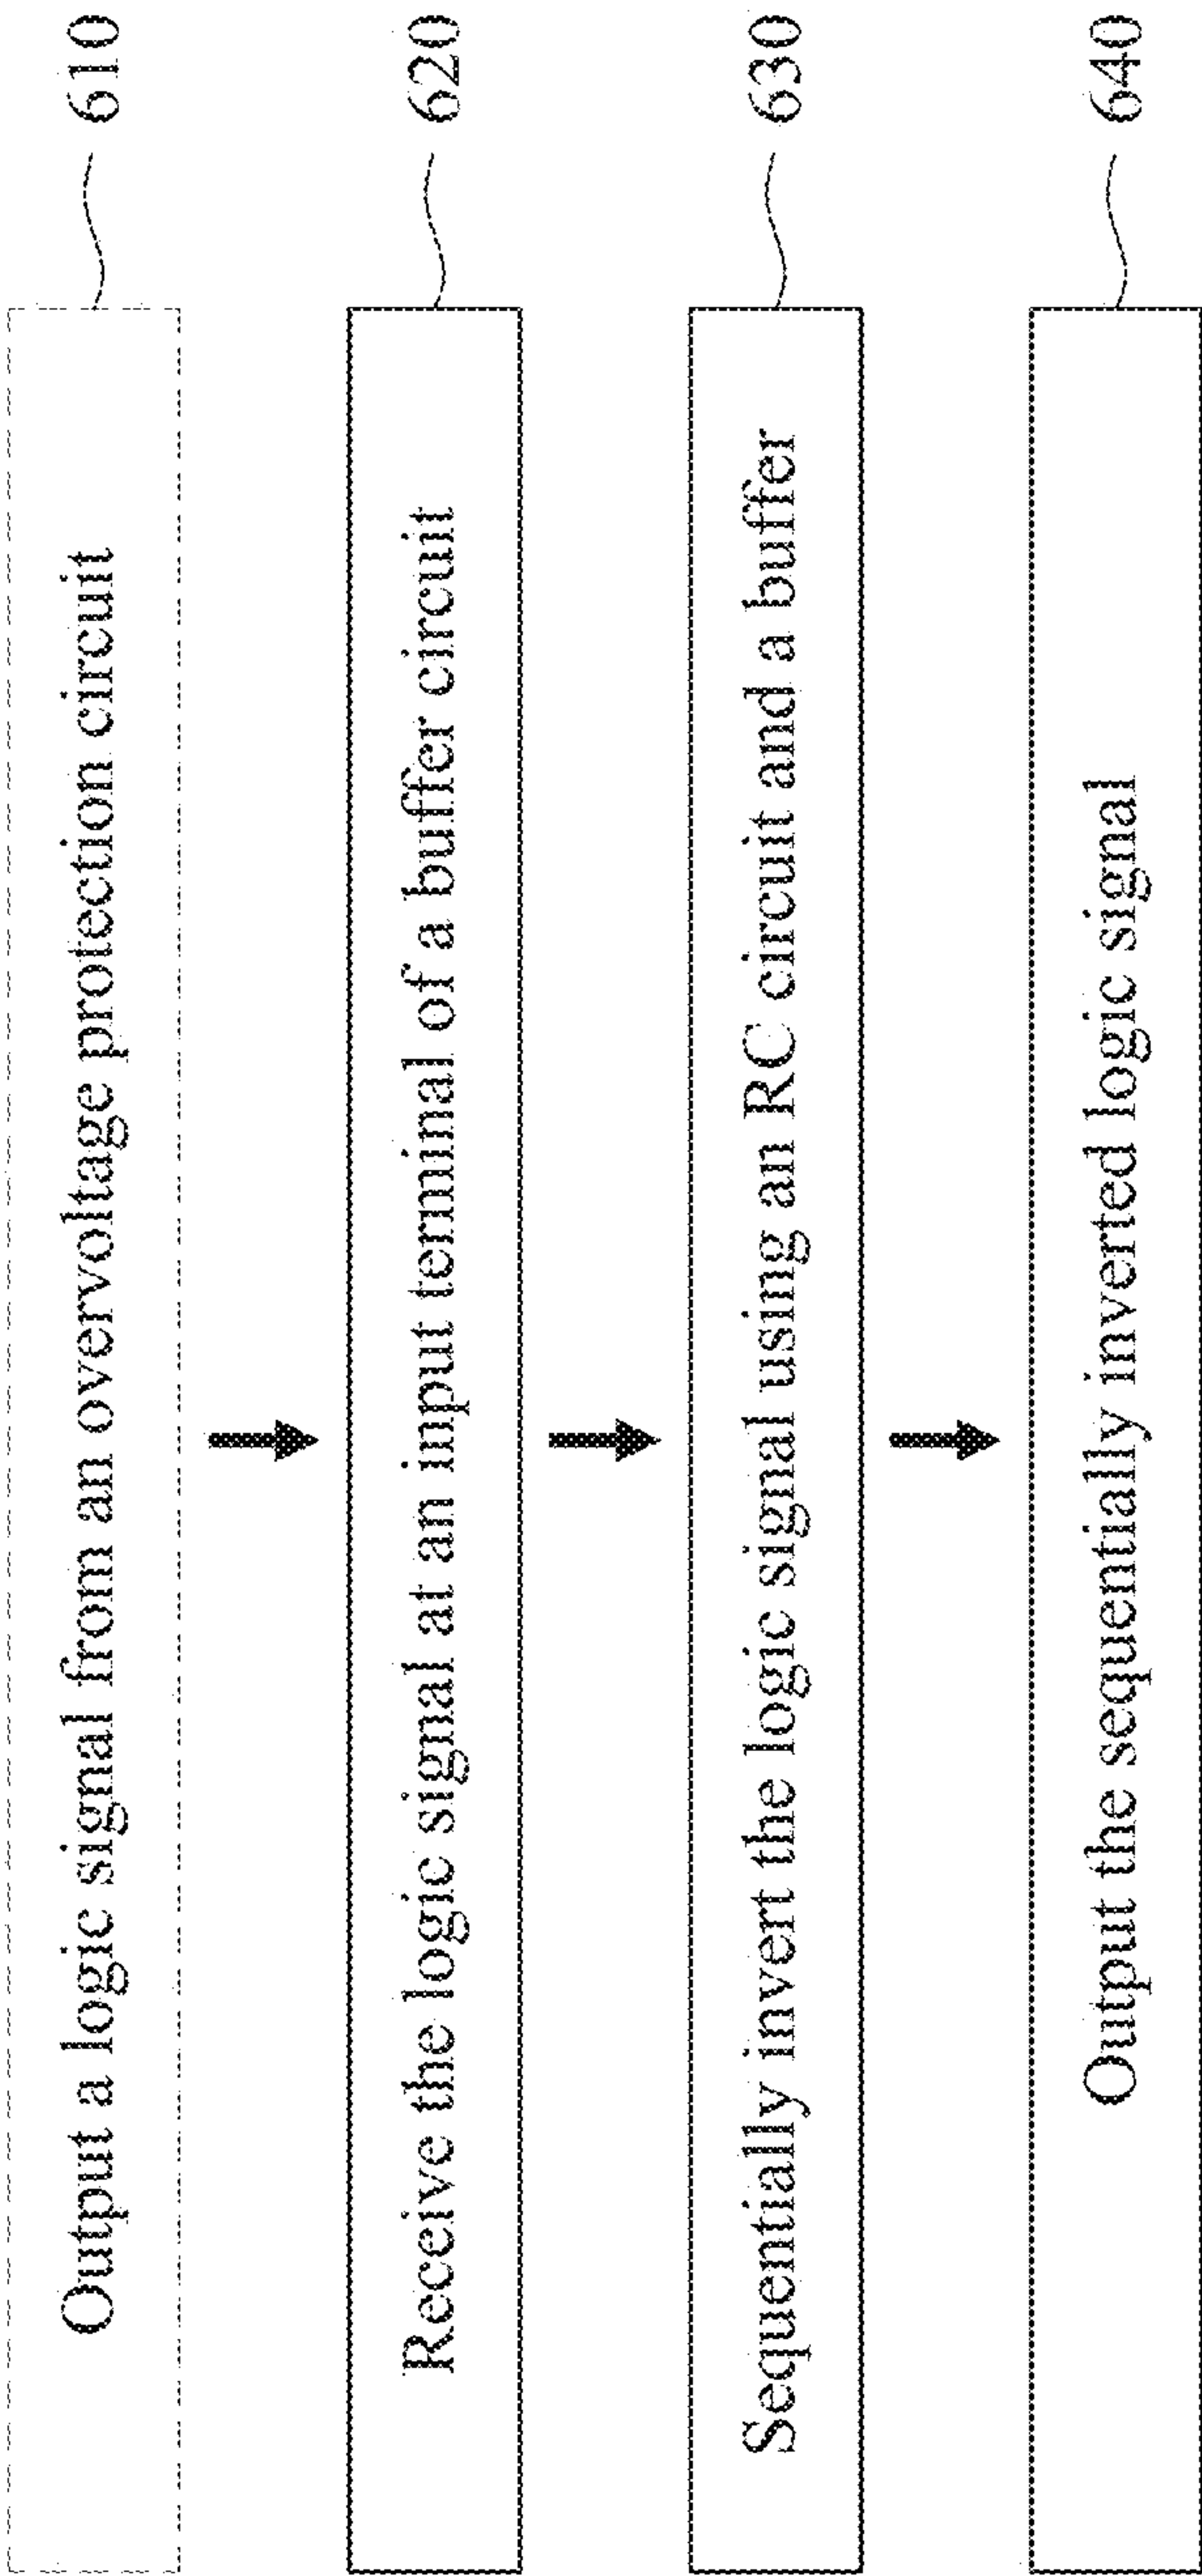 Output a logic signal from an overvoltage protection circuit
610
Receive the logic signal at an input terminal of a buffer circuit
620
Sequentially invert the logic signal using an RC circuit and a buffer
630
Output the sequentially inverted logic signal
640